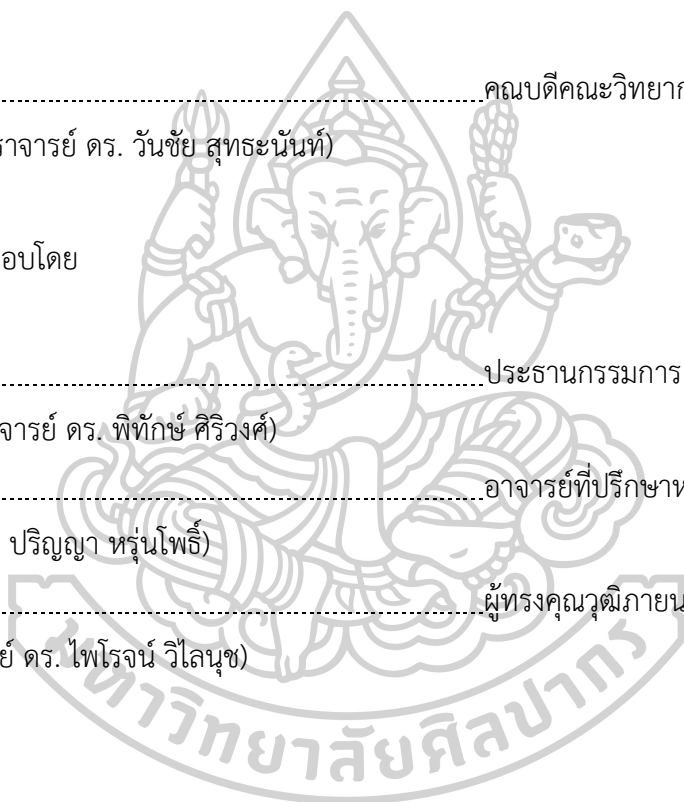 คณบดีคณะวิทยาก
ราจารย์ ดร. วันชัย สุทธะนันท์)
อบโดย
ประธานกรรมการ
จารย์ ดร. พิทักษ์ ศิริวงศ์)
อาจารย์ที่ปรึกษาห
ปริญญา หรุ่นโพธิ์)
ผู้ทรงคุณวุฒิภายน
ย์ ดร. ไพโรจน์ วิไลนุช)
มหาวิทยาลัยศิลปากร